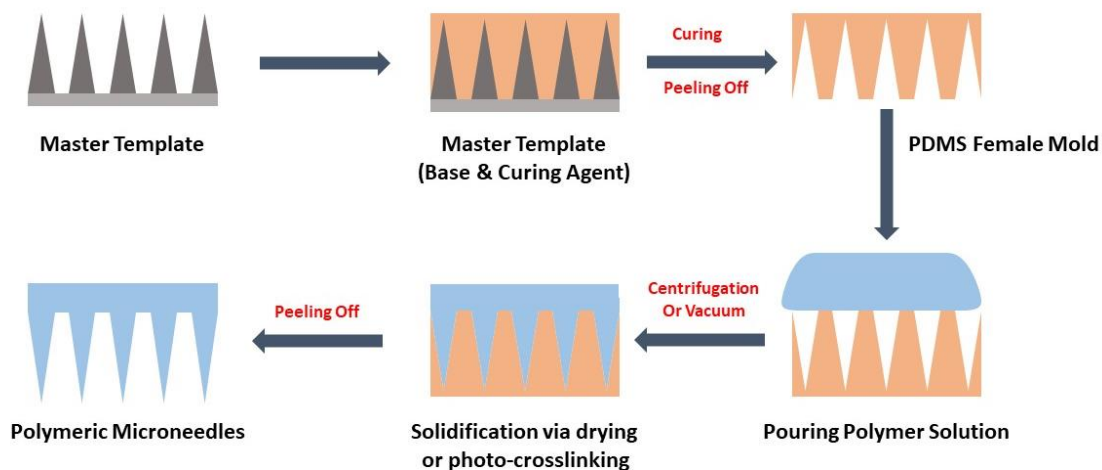 Master Template
Master Template
(Base & Curing Agent)
Curing
Peeling Off
PDMS Female Mold
Pouring Polymer Solution
Centrifugation
Or Vacuum
Solidification via drying
or photo-crosslinking
Peeling Off
Polymeric Microneedles